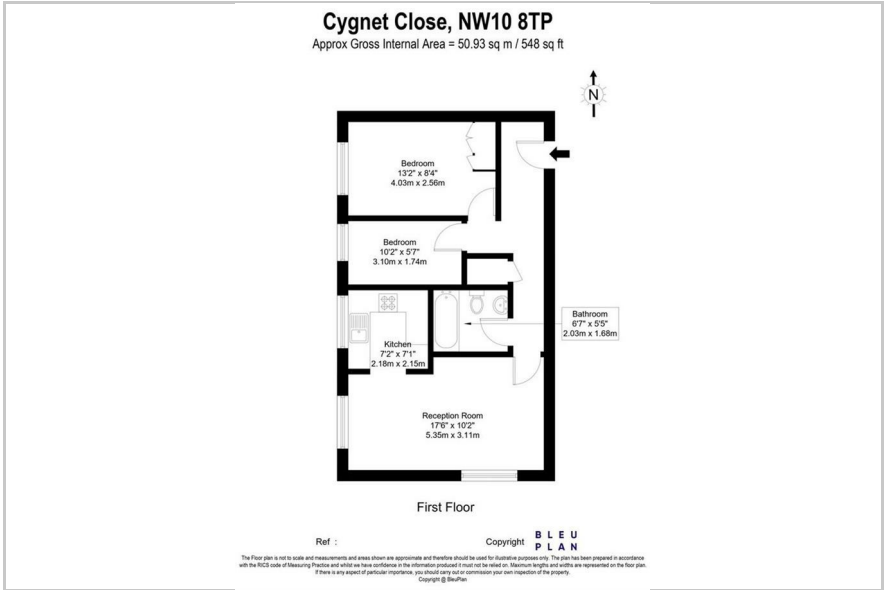 Cygnet Close, NW10 8TP
Approx Gross Internal Area = 50.93 sq m / 548 sq ft
N
Bedroom
13'2" x 8'4"
4.03m x 2.56m
Bedroom
10'2" x 5'7"
3.10m x 1.74m
Bathroom
6'7" x 5'5"
2.03m x 1.68m
Kitchen
7'2" x 7'1"
2.18m x 2.15m
Reception Room
17'6" x 10'2"
5.35m x 3.11m
First Floor
Ref :
Copyright BLEU
PLAN
The Floor plan is not to scale and measurements and areas shown are approximate and therefore should be used for illustrative purposes only. The plan has been prepared in accordance
with the RICS code of Measuring Practice and whilst we have confidence in the information produced it must not be relied on. Maximum lengths and widths are represented on the floor plan.
If there is any aspect of particular importance, you should carry out or commission your own inspection of the property.
Copyright @ BleuPlan